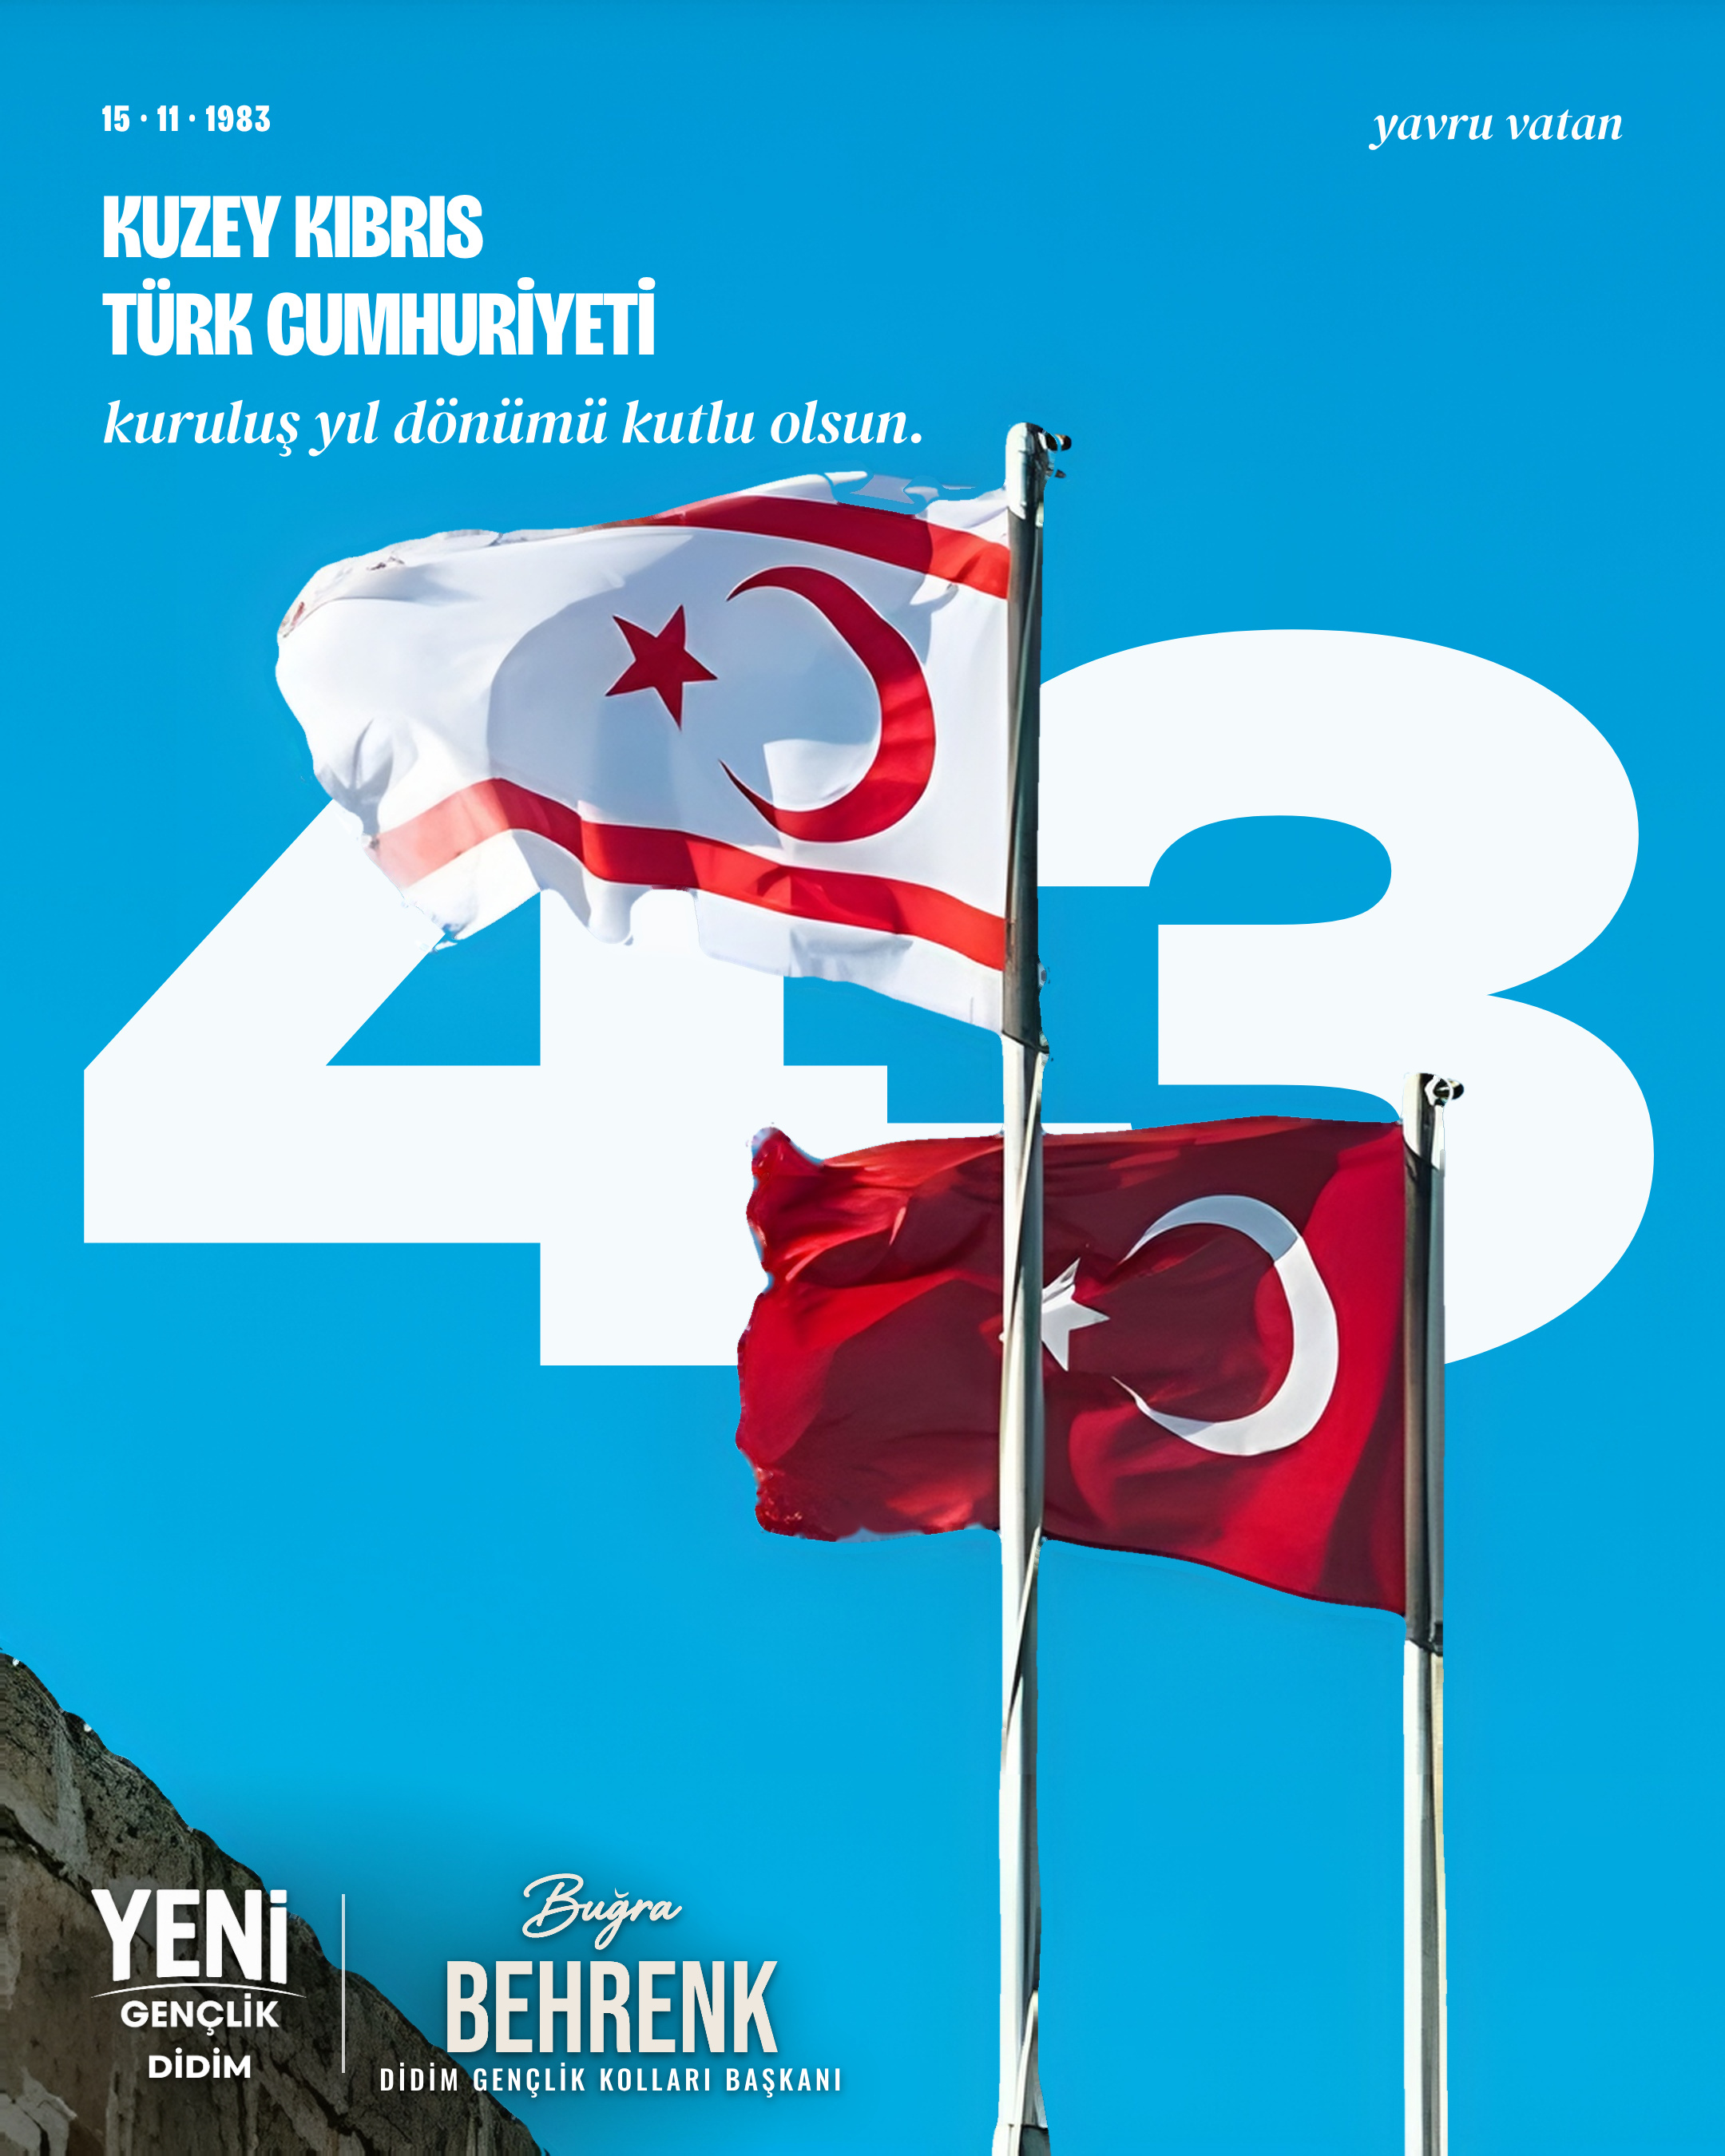 15 · 11 · 1983
yavru vatan
KUZEY KIBRIS
TÜRK CUMHURİYETİ
kuruluş yıl dönümü kutlu olsun.
43
YENİ
GENÇLİK
DİDİM
Buğra
BEHRENK
DİDİM GENÇLİK KOLLARI BAŞKANI